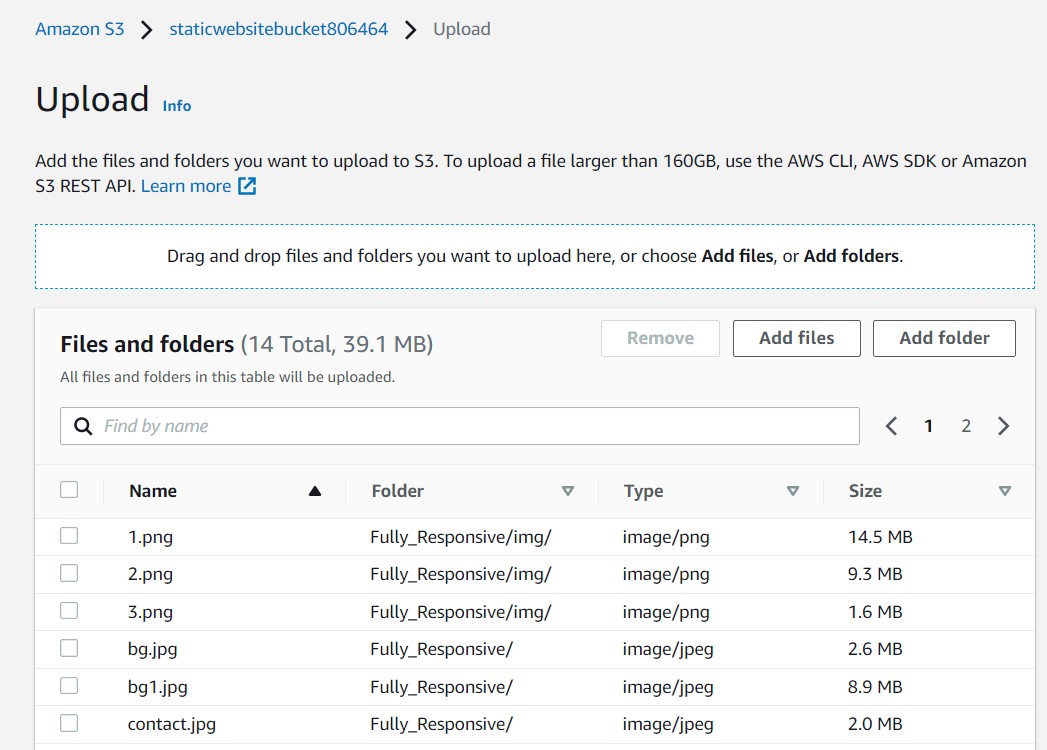 Amazon S3 > staticwebsitebucket806464 > Upload
Upload Info
Add the files and folders you want to upload to S3. To upload a file larger than 160GB, use the AWS CLI, AWS SDK or Amazon
S3 REST API. Learn more
Drag and drop files and folders you want to upload here, or choose Add files, or Add folders.
Files and folders (14 Total, 39.1 MB)
Remove Add files Add folder
All files and folders in this table will be uploaded.
Find by name
1 2
Name Folder Type Size
1.png Fully_Responsive/img/ image/png 14.5 MB
2.png Fully_Responsive/img/ image/png 9.3 MB
3.png Fully_Responsive/img/ image/png 1.6 MB
bg.jpg Fully_Responsive/ image/jpeg 2.6 MB
bg1.jpg Fully_Responsive/ image/jpeg 8.9 MB
contact.jpg Fully_Responsive/ image/jpeg 2.0 MB